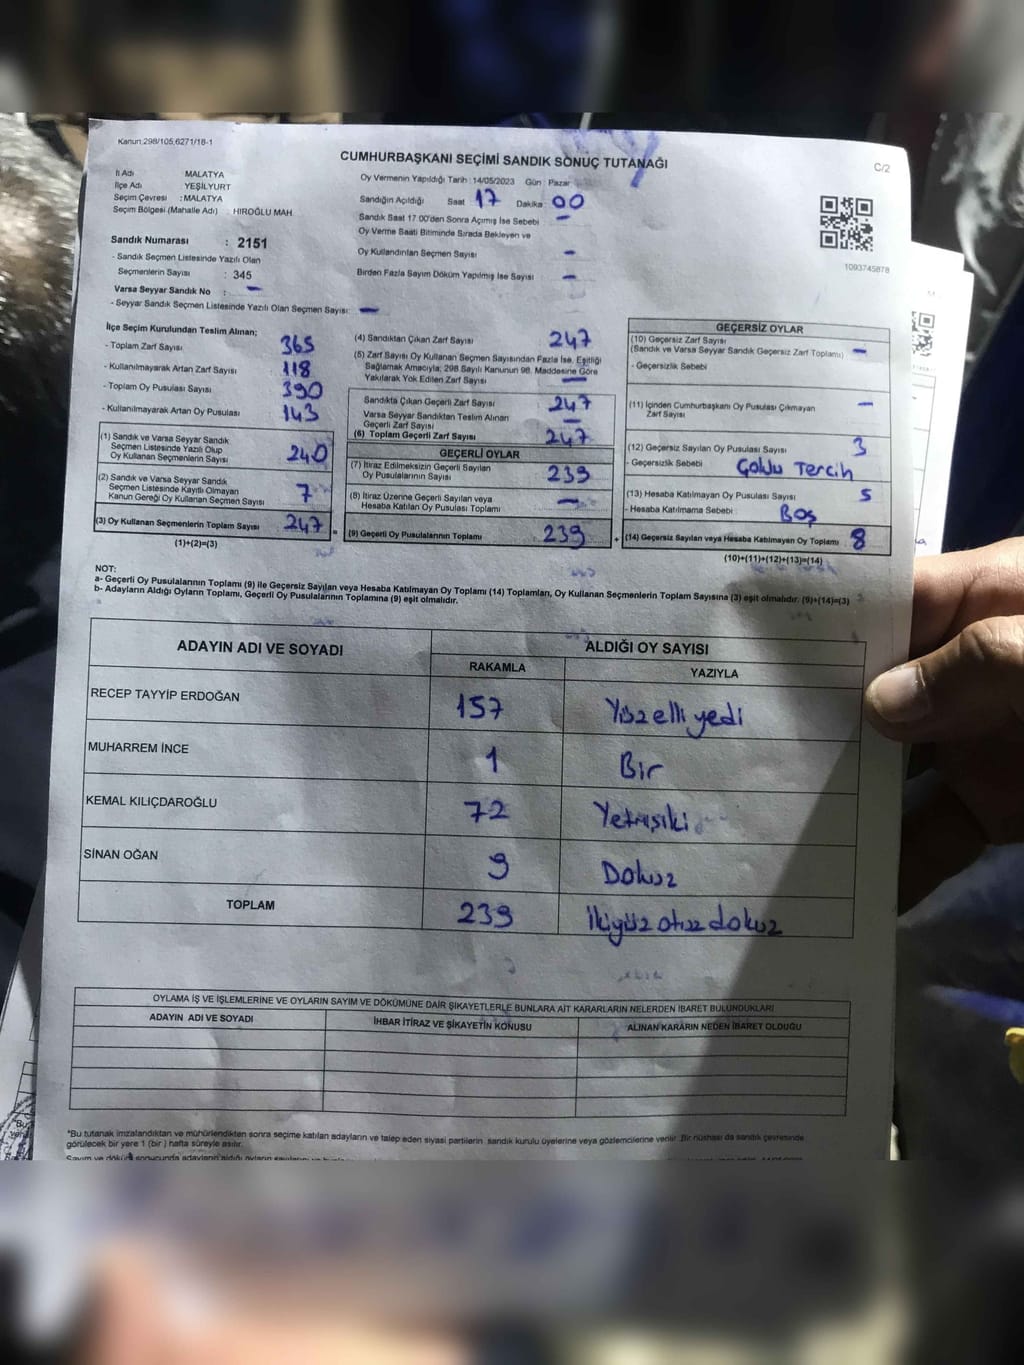 Kanun:298/105,6271/18-1
CUMHURBAŞKANI SEÇİMİ SANDIK SONUÇ TUTANAĞI
C/2
İl Adı MALATYA
İlçe Adı YEŞİLYURT
Seçim Çevresi : MALATYA
Seçim Bölgesi (Mahalle Adı) : HIROĞLU MAH.
Sandık Numarası : 2151
- Sandık Seçmen Listesinde Yazılı Olan
Seçmenlerin Sayısı : 345
Varsa Seyyar Sandık No : –
- Seyyar Sandık Seçmen Listesinde Yazılı Olan Seçmen Sayısı: –
Oy Vermenin Yapıldığı Tarih : 14/05/2023 Gün : Pazar
Sandığın Açıldığı Saat 17 Dakika : 00
Sandık Saat 17.00'den Sonra Açılmış İse Sebebi : –
Oy Verme Saati Bitiminde Sırada Bekleyen ve
Oy Kullandırılan Seçmen Sayısı –
Birden Fazla Sayım Döküm Yapılmış İse Sayısı : –
1093745878
İlçe Seçim Kurulundan Teslim Alınan;
- Toplam Zarf Sayısı 365
- Kullanılmayarak Artan Zarf Sayısı 118
- Toplam Oy Pusulası Sayısı 390
- Kullanılmayarak Artan Oy Pusulası 143
(1) Sandık ve Varsa Seyyar Sandık
Seçmen Listesinde Yazılı Olup
Oy Kullanan Seçmenlerin Sayısı 240
(2) Sandık ve Varsa Seyyar Sandık
Seçmen Listesinde Kayıtlı Olmayan
Kanun Gereği Oy Kullanan Seçmen Sayısı 7
(3) Oy Kullanan Seçmenlerin Toplam Sayısı 247 =
(1)+(2)=(3)
(4) Sandıktan Çıkan Zarf Sayısı 247
(5) Zarf Sayısı Oy Kullanan Seçmen Sayısından Fazla İse, Eşitliği
Sağlamak Amacıyla; 298 Sayılı Kanunun 98. Maddesine Göre
Yakılarak Yok Edilen Zarf Sayısı –
Sandıkta Çıkan Geçerli Zarf Sayısı 247
Varsa Seyyar Sandıktan Teslim Alınan
Geçerli Zarf Sayısı –
(6) Toplam Geçerli Zarf Sayısı 247
GEÇERLİ OYLAR
(7) İtiraz Edilmeksizin Geçerli Sayılan
Oy Pusulalarının Sayısı 239
(8) İtiraz Üzerine Geçerli Sayılan veya
Hesaba Katılan Oy Pusulası Toplamı –
(9) Geçerli Oy Pusulalarının Toplamı 239 +
GEÇERSİZ OYLAR
(10) Geçersiz Zarf Sayısı
(Sandık ve Varsa Seyyar Sandık Geçersiz Zarf Toplamı) –
- Geçersizlik Sebebi
(11) İçinden Cumhurbaşkanı Oy Pusulası Çıkmayan
Zarf Sayısı –
(12) Geçersiz Sayılan Oy Pusulası Sayısı 3
- Geçersizlik Sebebi Çoklu Tercih
(13) Hesaba Katılmayan Oy Pusulası Sayısı 5
- Hesaba Katılmama Sebebi : Boş
(14) Geçersiz Sayılan veya Hesaba Katılmayan Oy Toplamı 8
(10)+(11)+(12)+(13)=(14)
NOT:
a- Geçerli Oy Pusulalarının Toplamı (9) ile Geçersiz Sayılan veya Hesaba Katılmayan Oy Toplamı (14) Toplamları, Oy Kullanan Seçmenlerin Toplam Sayısına (3) eşit olmalıdır. (9)+(14)=(3)
b- Adayların Aldığı Oyların Toplamı, Geçerli Oy Pusulalarının Toplamına (9) eşit olmalıdır.
ADAYIN ADI VE SOYADI ALDIĞI OY SAYISI
RAKAMLA YAZIYLA
RECEP TAYYİP ERDOĞAN 157 Yüzelliyedi
MUHARREM İNCE 1 Bir
KEMAL KILIÇDAROĞLU 72 Yetmişiki
SİNAN OĞAN 9 Dokuz
TOPLAM 239 İkiyüzotuzdokuz
OYLAMA İŞ VE İŞLEMLERİNE VE OYLARIN SAYIM VE DÖKÜMÜNE DAİR ŞİKAYETLERLE BUNLARA AİT KARARLARIN NELERDEN İBARET BULUNDUKLARI
ADAYIN ADI VE SOYADI İHBAR İTİRAZ VE ŞİKAYETİN KONUSU ALINAN KARARIN NEDEN İBARET OLDUĞU
*Bu tutanak imzalandıktan ve mühürlendikten sonra seçime katılan adayların ve talep eden siyasi partilerin sandık kurulu üyelerine veya gözlemcilerine verilir. Bir nüshası da sandık çevresinde
görülecek bir yere 1 (bir) hafta süreyle asılır.